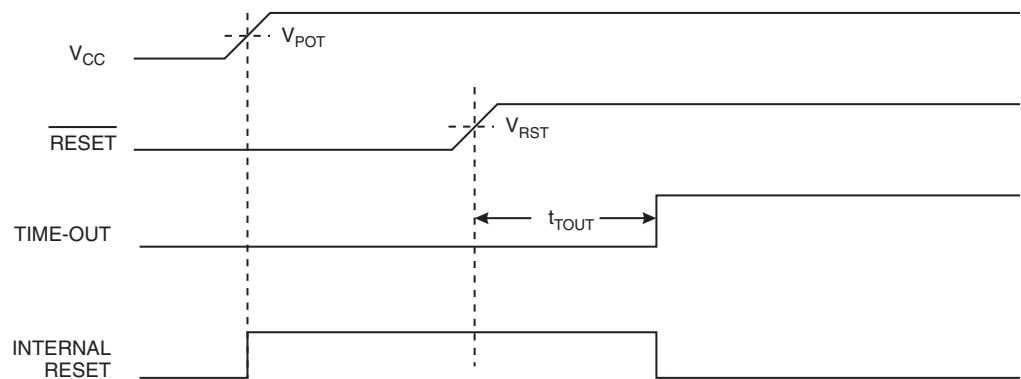 V_CC
V_POT
RESET
V_RST
TIME-OUT
t_TOUT
INTERNAL
RESET